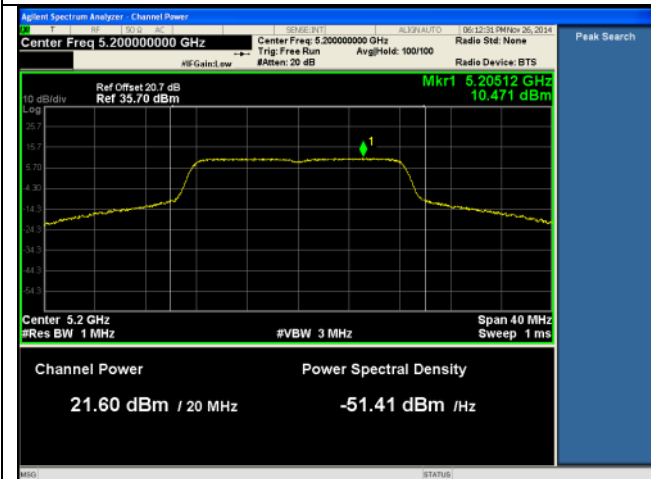 Agilent Spectrum Analyzer - Channel Power
T RF 50 Ω AC SENSE:INT ALIGN AUTO 06:12:31 PM Nov 26, 2014
Center Freq 5.200000000 GHz
Center Freq: 5.200000000 GHz Radio Std: None
Trig: Free Run Avg|Hold: 100/100
#IFGain:Low #Atten: 20 dB Radio Device: BTS
Peak Search
Ref Offset 20.7 dB
Mkr1 5.20512 GHz
10 dB/div Ref 35.70 dBm
10.471 dBm
Log
25.7
15.7
1
5.70
-4.30
-14.3
-24.3
-34.3
-44.3
-54.3
Center 5.2 GHz Span 40 MHz
#Res BW 1 MHz #VBW 3 MHz Sweep 1 ms
Channel Power Power Spectral Density
21.60 dBm / 20 MHz -51.41 dBm /Hz
MSG STATUS